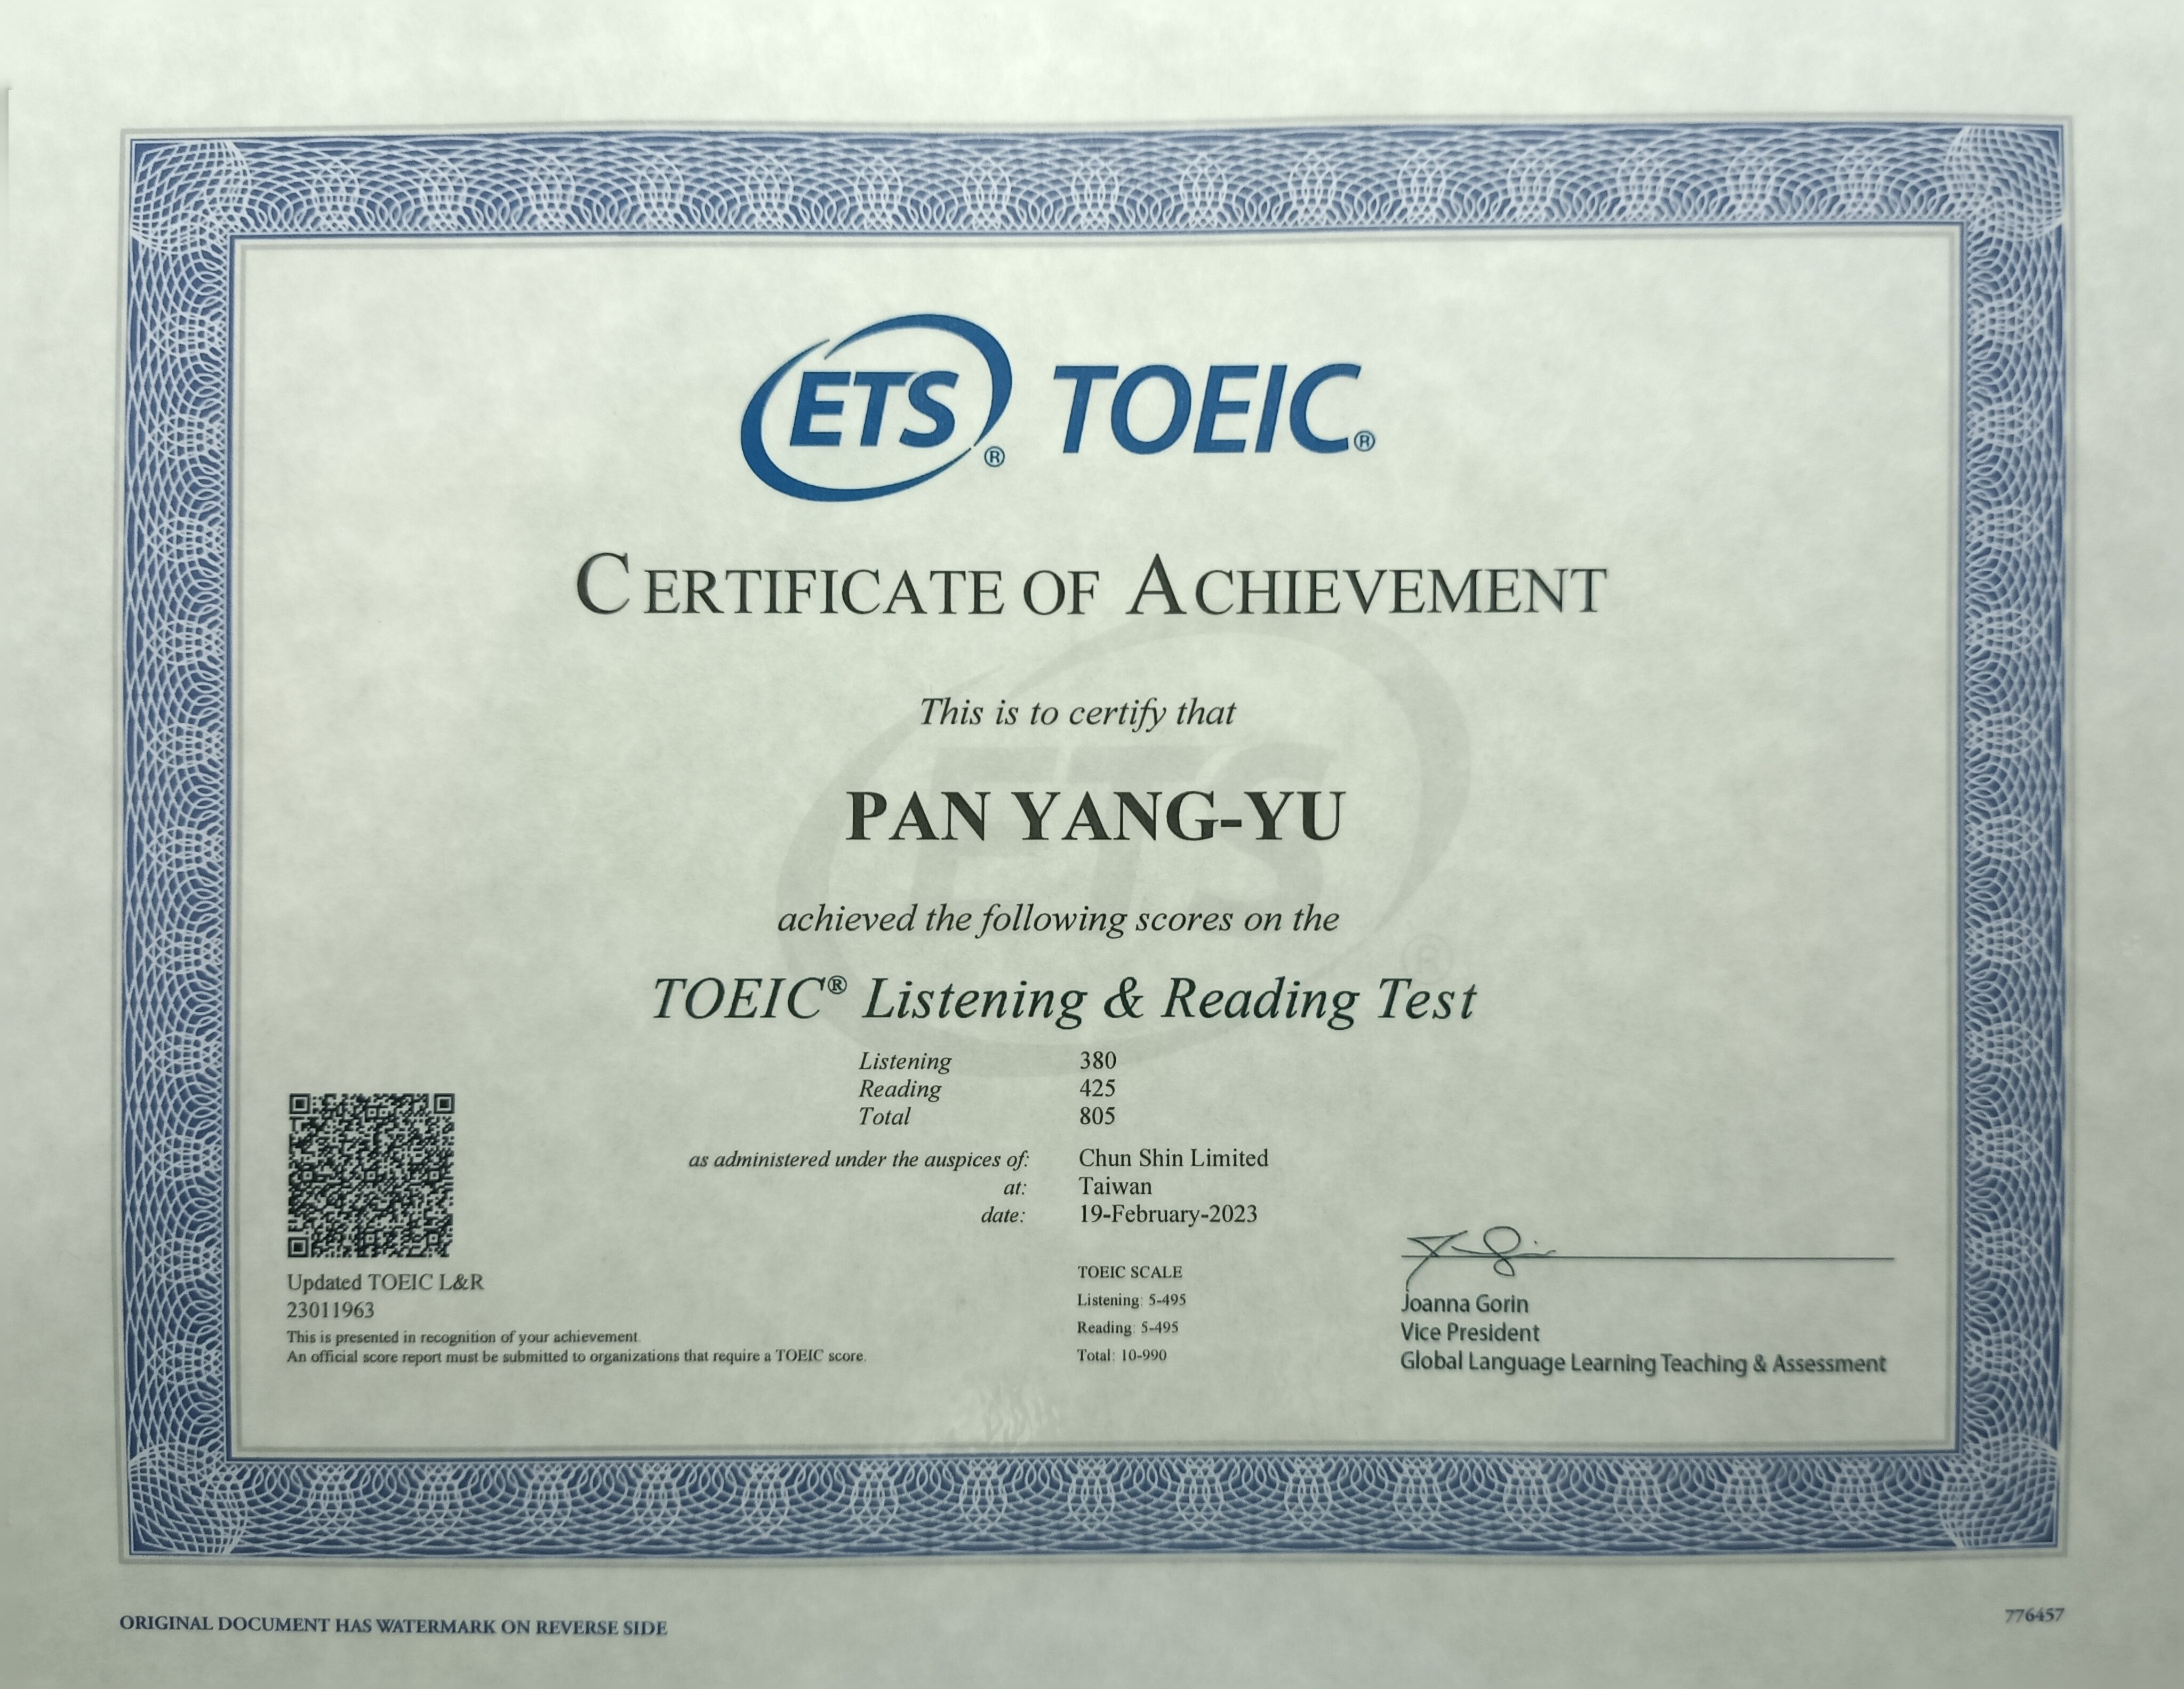 ETS® TOEIC®
CERTIFICATE OF ACHIEVEMENT
This is to certify that
PAN YANG-YU
achieved the following scores on the
TOEIC® Listening & Reading Test
Listening 380
Reading 425
Total 805
as administered under the auspices of: Chun Shin Limited
at: Taiwan
date: 19-February-2023
Updated TOEIC L&R
23011963
This is presented in recognition of your achievement.
An official score report must be submitted to organizations that require a TOEIC score.
TOEIC SCALE
Listening: 5-495
Reading: 5-495
Total: 10-990
Joanna Gorin
Vice President
Global Language Learning Teaching & Assessment
ETS®
ORIGINAL DOCUMENT HAS WATERMARK ON REVERSE SIDE
776457